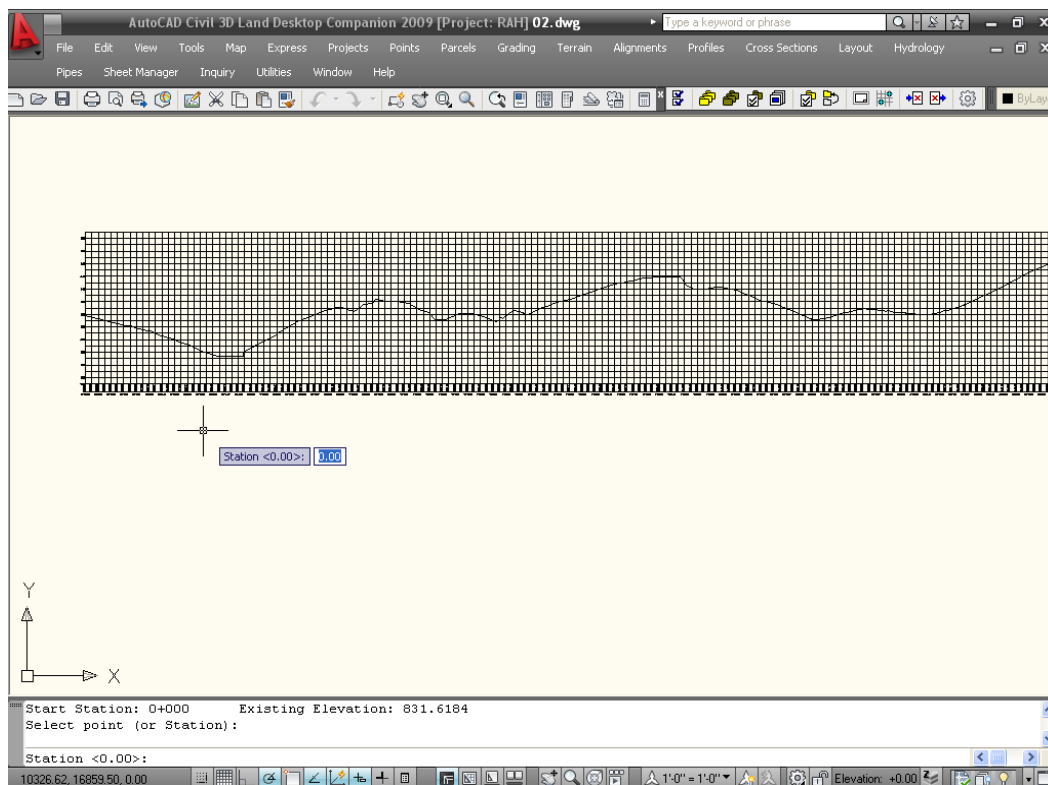 AutoCAD Civil 3D Land Desktop Companion 2009 [Project: RAH] 02.dwg
Type a keyword or phrase
File Edit View Tools Map Express Projects Points Parcels Grading Terrain Alignments Profiles Cross Sections Layout Hydrology
Pipes Sheet Manager Inquiry Utilities Window Help
ByLay
Station <0.00>: 0.00
Y
X
Start Station: 0+000 Existing Elevation: 831.6184
Select point (or Station):
Station <0.00>:
10326.62, 16859.50, 0.00 1'-0" = 1'-0" Elevation: +0.00